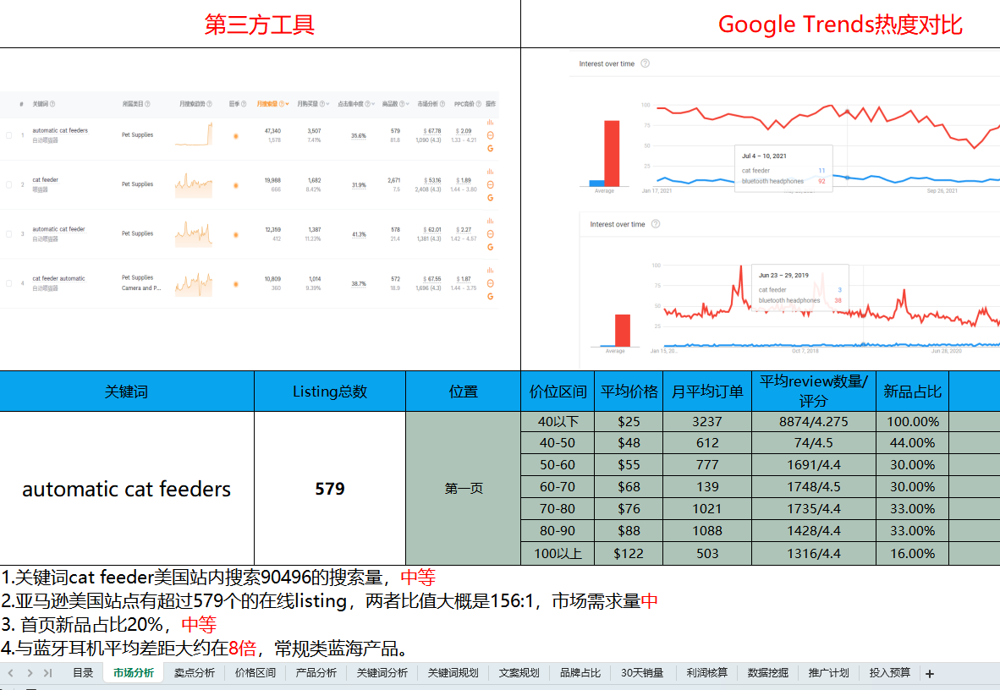 第三方工具
Google Trends热度对比
# 关键词 所属类目 月搜索趋势 旺季 月搜索量 月购买量 点击集中度 商品数 市场分析 PPC竞价 操作
1 automatic cat feeders Pet Supplies 47,340 3,507 35.6% 579 $ 67.78 $ 2.09
自动喂猫器 1,578 7.41% 81.8 1,090 (4.3) 1.33 - 4.21
2 cat feeder Pet Supplies 19,988 1,682 31.9% 2,671 $ 53.16 $ 1.89
喂猫器 666 8.42% 7.5 2,408 (4.3) 1.44 - 3.80
3 automatic cat feeder Pet Supplies 12,359 1,387 41.3% 578 $ 62.01 $ 2.27
自动喂猫器 412 11.23% 21.4 1,381 (4.3) 1.42 - 4.57
4 cat feeder automatic Pet Supplies 10,809 1,014 38.7% 572 $ 67.55 $ 1.87
自动喂猫器 Camera and P... 360 9.39% 18.9 1,696 (4.3) 1.44 - 3.75
Interest over time
100
75
50
25
Jul 4 – 10, 2021
cat feeder 11
bluetooth headphones 92
Average
Jan 17, 2021
Sep 26, 2021
Interest over time
100
75
50
25
Jun 23 – 29, 2019
cat feeder 3
bluetooth headphones 38
Average
Jan 15, 20...
Oct 7, 2018
Jun 28, 2020
关键词 Listing总数 位置 价位区间 平均价格 月平均订单 平均review数量/评分 新品占比
automatic cat feeders 579 第一页
40以下 $25 3237 8874/4.275 100.00%
40-50 $48 612 74/4.5 44.00%
50-60 $55 777 1691/4.4 30.00%
60-70 $68 139 1748/4.5 30.00%
70-80 $76 1021 1735/4.4 33.00%
80-90 $88 1088 1428/4.4 33.00%
100以上 $122 503 1316/4.4 16.00%
1.关键词cat feeder美国站内搜索90496的搜索量，中等
2.亚马逊美国站点有超过579个的在线listing，两者比值大概是156:1，市场需求量中
3. 首页新品占比20%，中等
4.与蓝牙耳机平均差距大约在8倍，常规类蓝海产品。
目录 市场分析 卖点分析 价格区间 产品分析 关键词分析 关键词规划 文案规划 品牌占比 30天销量 利润核算 数据挖掘 推广计划 投入预算 +